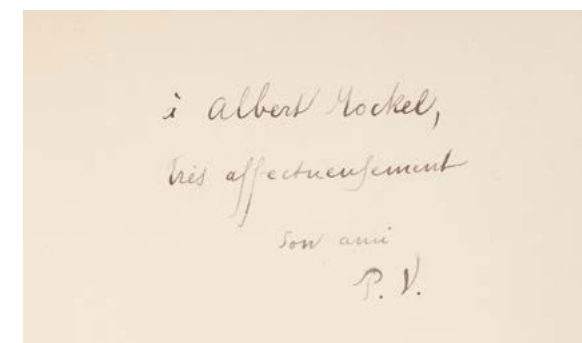 à Albert Mockel,
très affectueusement
son ami
P. V.